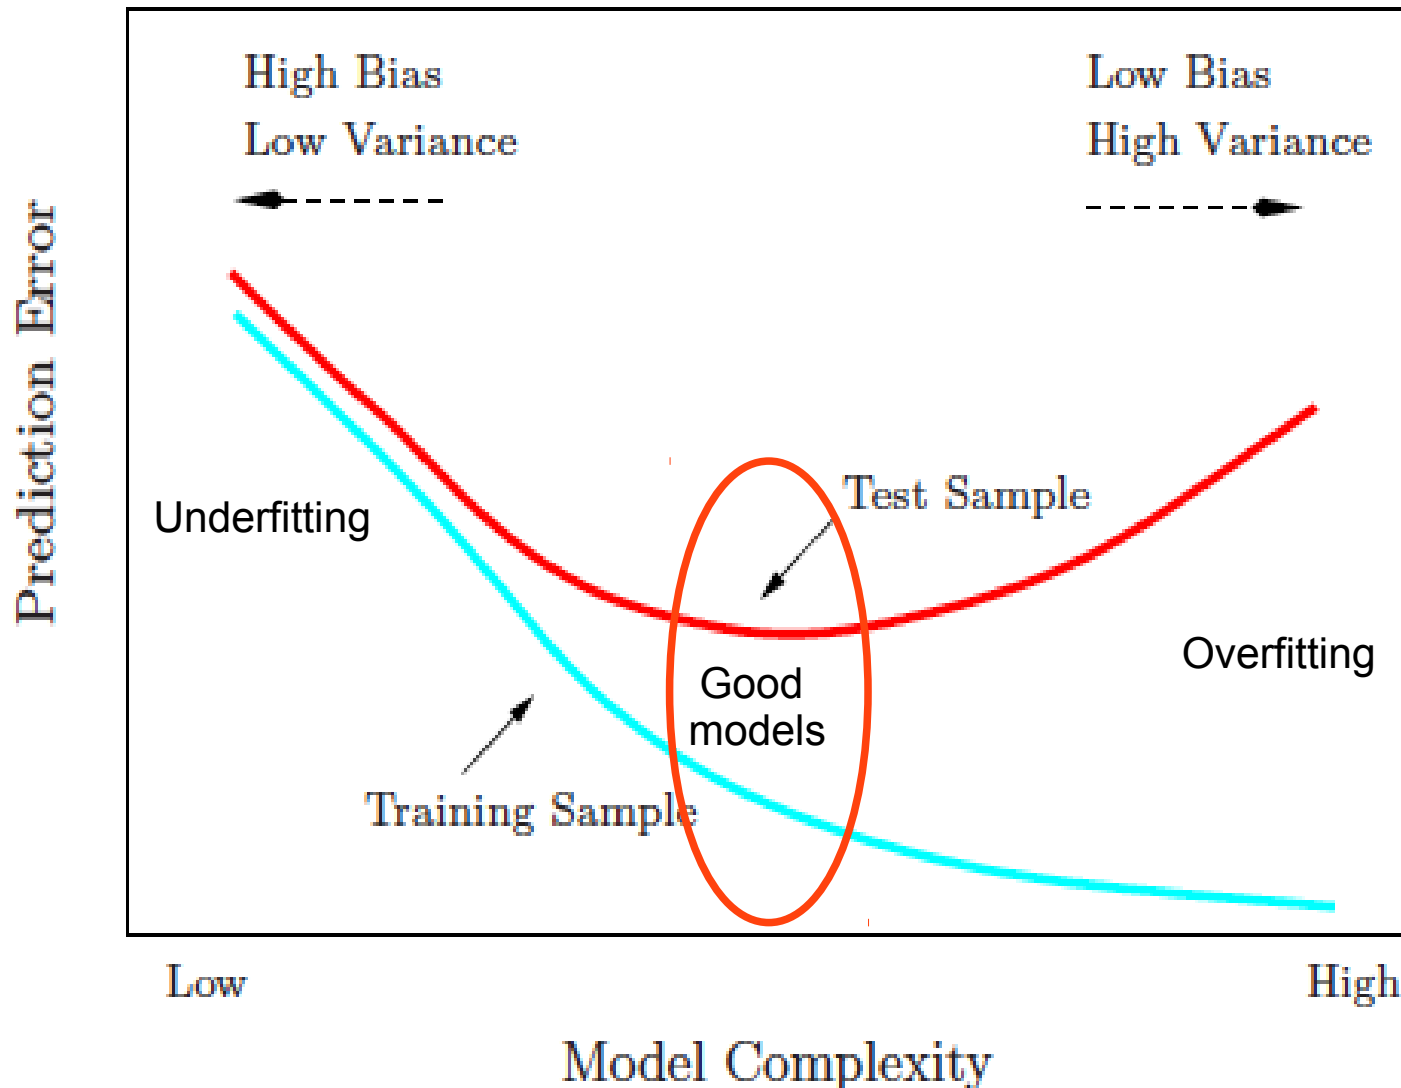 High Bias
Low Variance
Low Bias
High Variance
Prediction Error
Test Sample
Underfitting
Overfitting
Good
models
Training Sample
Low
High
Model Complexity